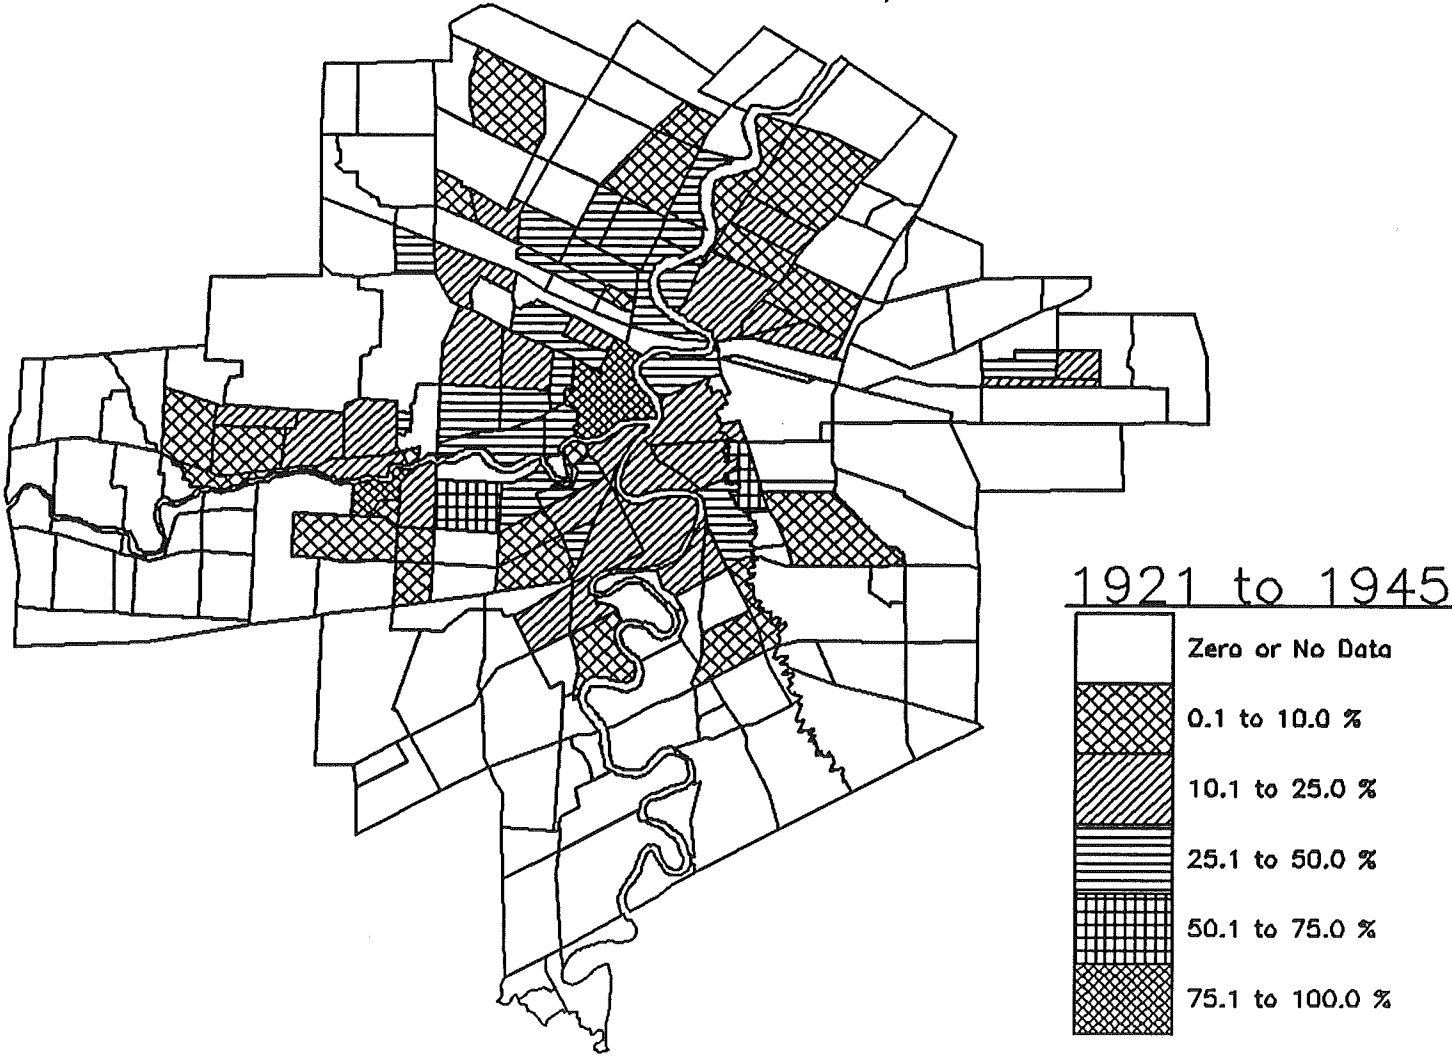 1921 to 1945
Zero or No Data
0.1 to 10.0 %
10.1 to 25.0 %
25.1 to 50.0 %
50.1 to 75.0 %
75.1 to 100.0 %